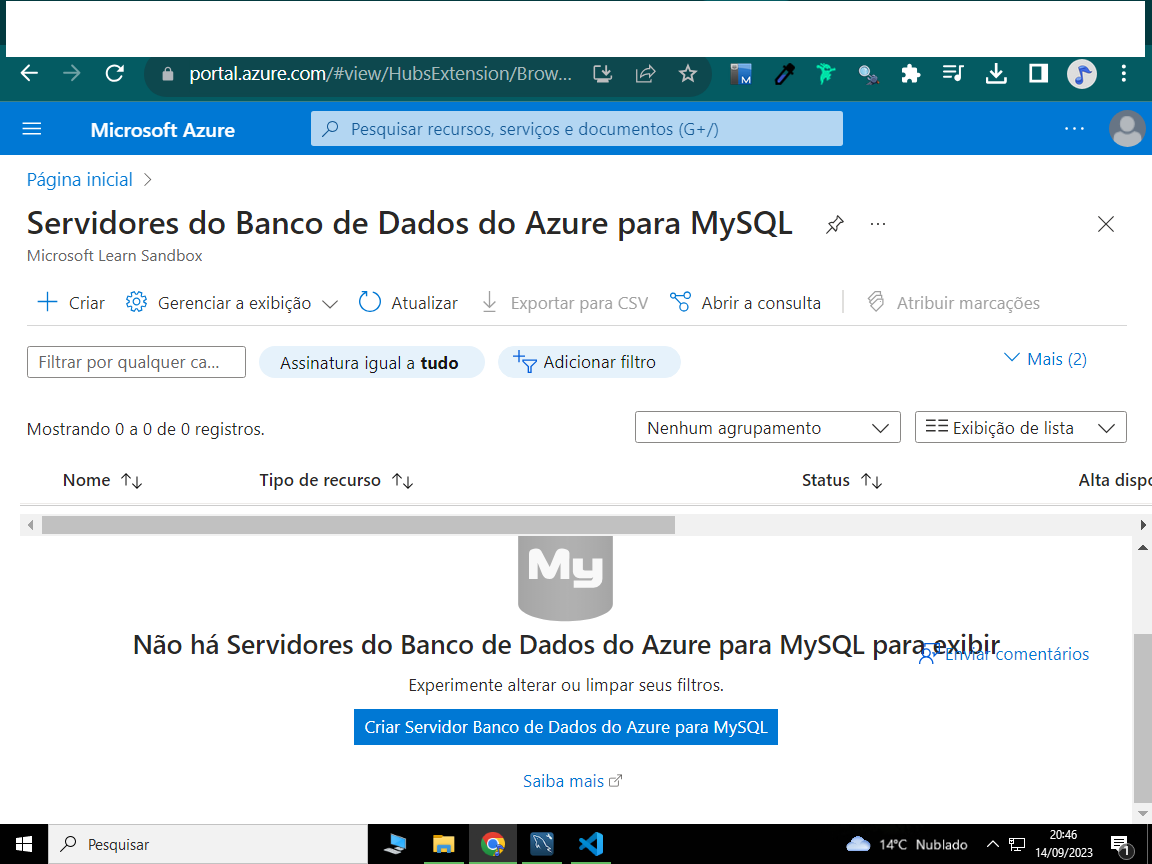 portal.azure.com/#view/HubsExtension/Brow...
Microsoft Azure
Pesquisar recursos, serviços e documentos (G+/)
Página inicial
Servidores do Banco de Dados do Azure para MySQL
Microsoft Learn Sandbox
Criar Gerenciar a exibição Atualizar Exportar para CSV Abrir a consulta Atribuir marcações
Filtrar por qualquer ca... Assinatura igual a tudo Adicionar filtro Mais (2)
Mostrando 0 a 0 de 0 registros. Nenhum agrupamento Exibição de lista
Nome Tipo de recurso Status Alta dispo
My
Não há Servidores do Banco de Dados do Azure para MySQL para exibir
Enviar comentários
Experimente alterar ou limpar seus filtros.
Criar Servidor Banco de Dados do Azure para MySQL
Saiba mais
Pesquisar 14°C Nublado 20:46
14/09/2023 1